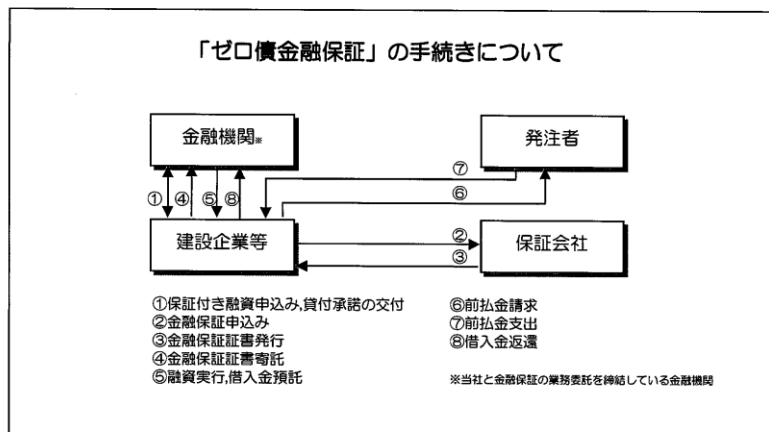 「ゼロ債金融保証」の手続きについて
金融機関※
発注者
⑦
⑥
①
④
⑤
⑧
建設企業等
②
③
保証会社
①保証付き融資申込み,貸付承諾の交付
②金融保証申込み
③金融保証証書発行
④金融保証証書寄託
⑤融資実行,借入金預託
⑥前払金請求
⑦前払金支出
⑧借入金返還
※当社と金融保証の業務委託を締結している金融機関